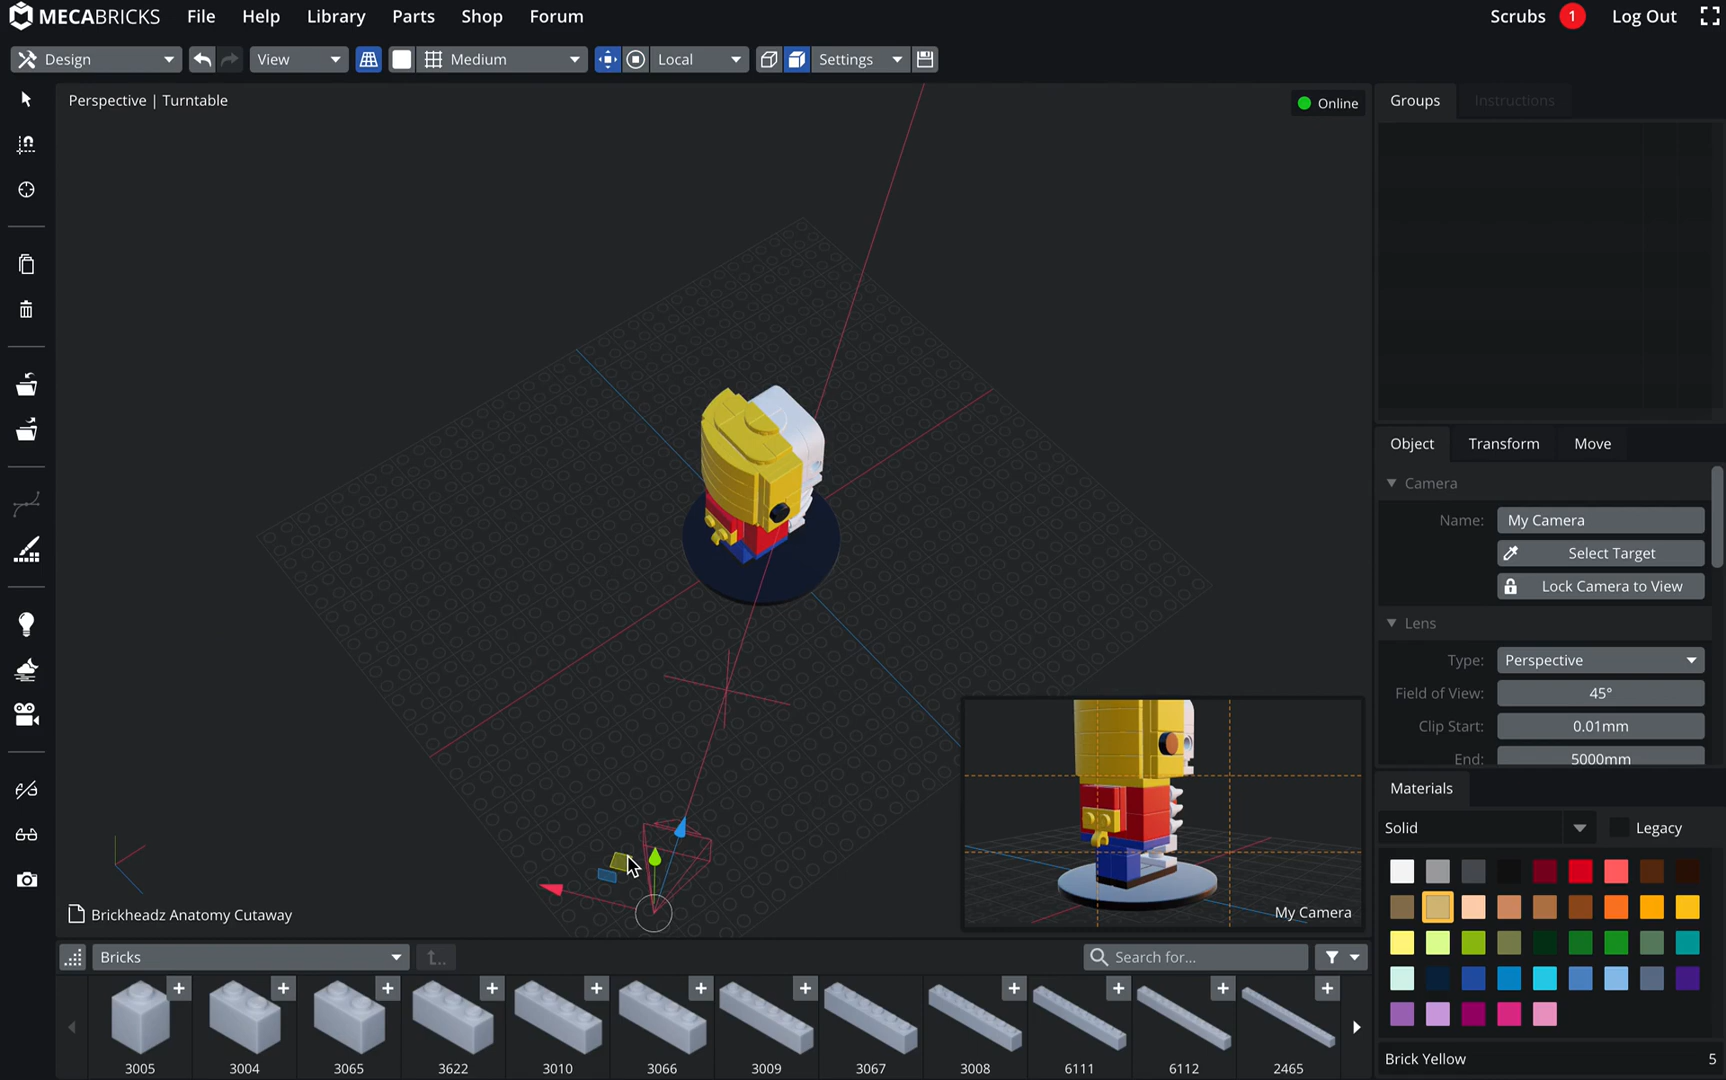 MECABRICKS File Help Library Parts Shop Forum Scrubs 1 Log Out
Design View Medium Local Settings
Perspective | Turntable
Online
Groups Instructions
Object Transform Move
Camera
Name: My Camera
Select Target
Lock Camera to View
Lens
Type: Perspective
Field of View: 45°
Clip Start: 0.01mm
End: 5000mm
My Camera
Brickheadz Anatomy Cutaway
Materials
Solid Legacy
Brick Yellow 5
Bricks Search for...
3005 3004 3065 3622 3010 3066 3009 3067 3008 6111 6112 2465